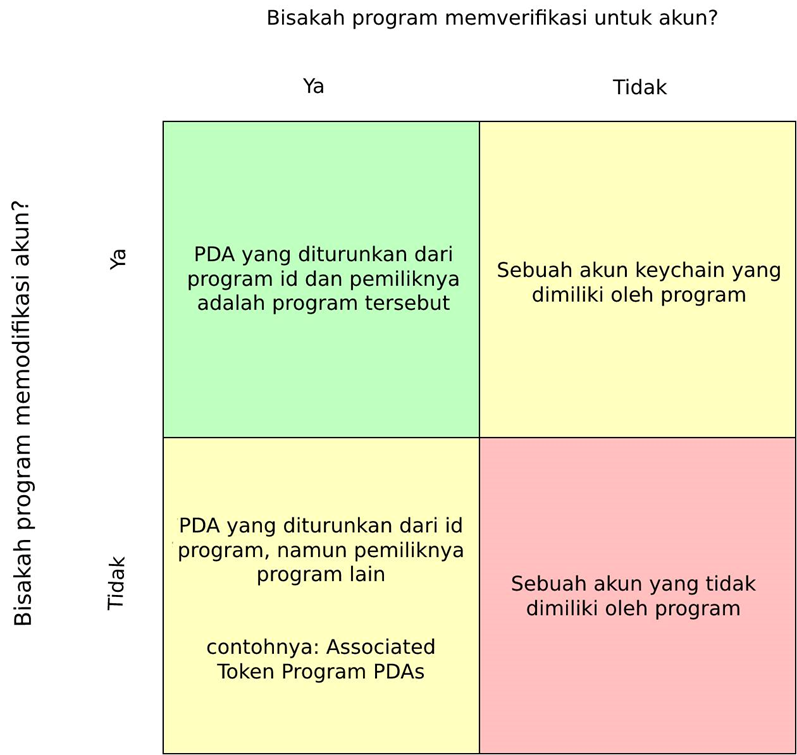 Bisakah program memverifikasi untuk akun?
Ya
Tidak
Bisakah program memodifikasi akun?
Ya
PDA yang diturunkan dari
program id dan pemiliknya
adalah program tersebut
Sebuah akun keychain yang
dimiliki oleh program
Tidak
PDA yang diturunkan dari id
program, namun pemiliknya
program lain
contohnya: Associated
Token Program PDAs
Sebuah akun yang tidak
dimiliki oleh program